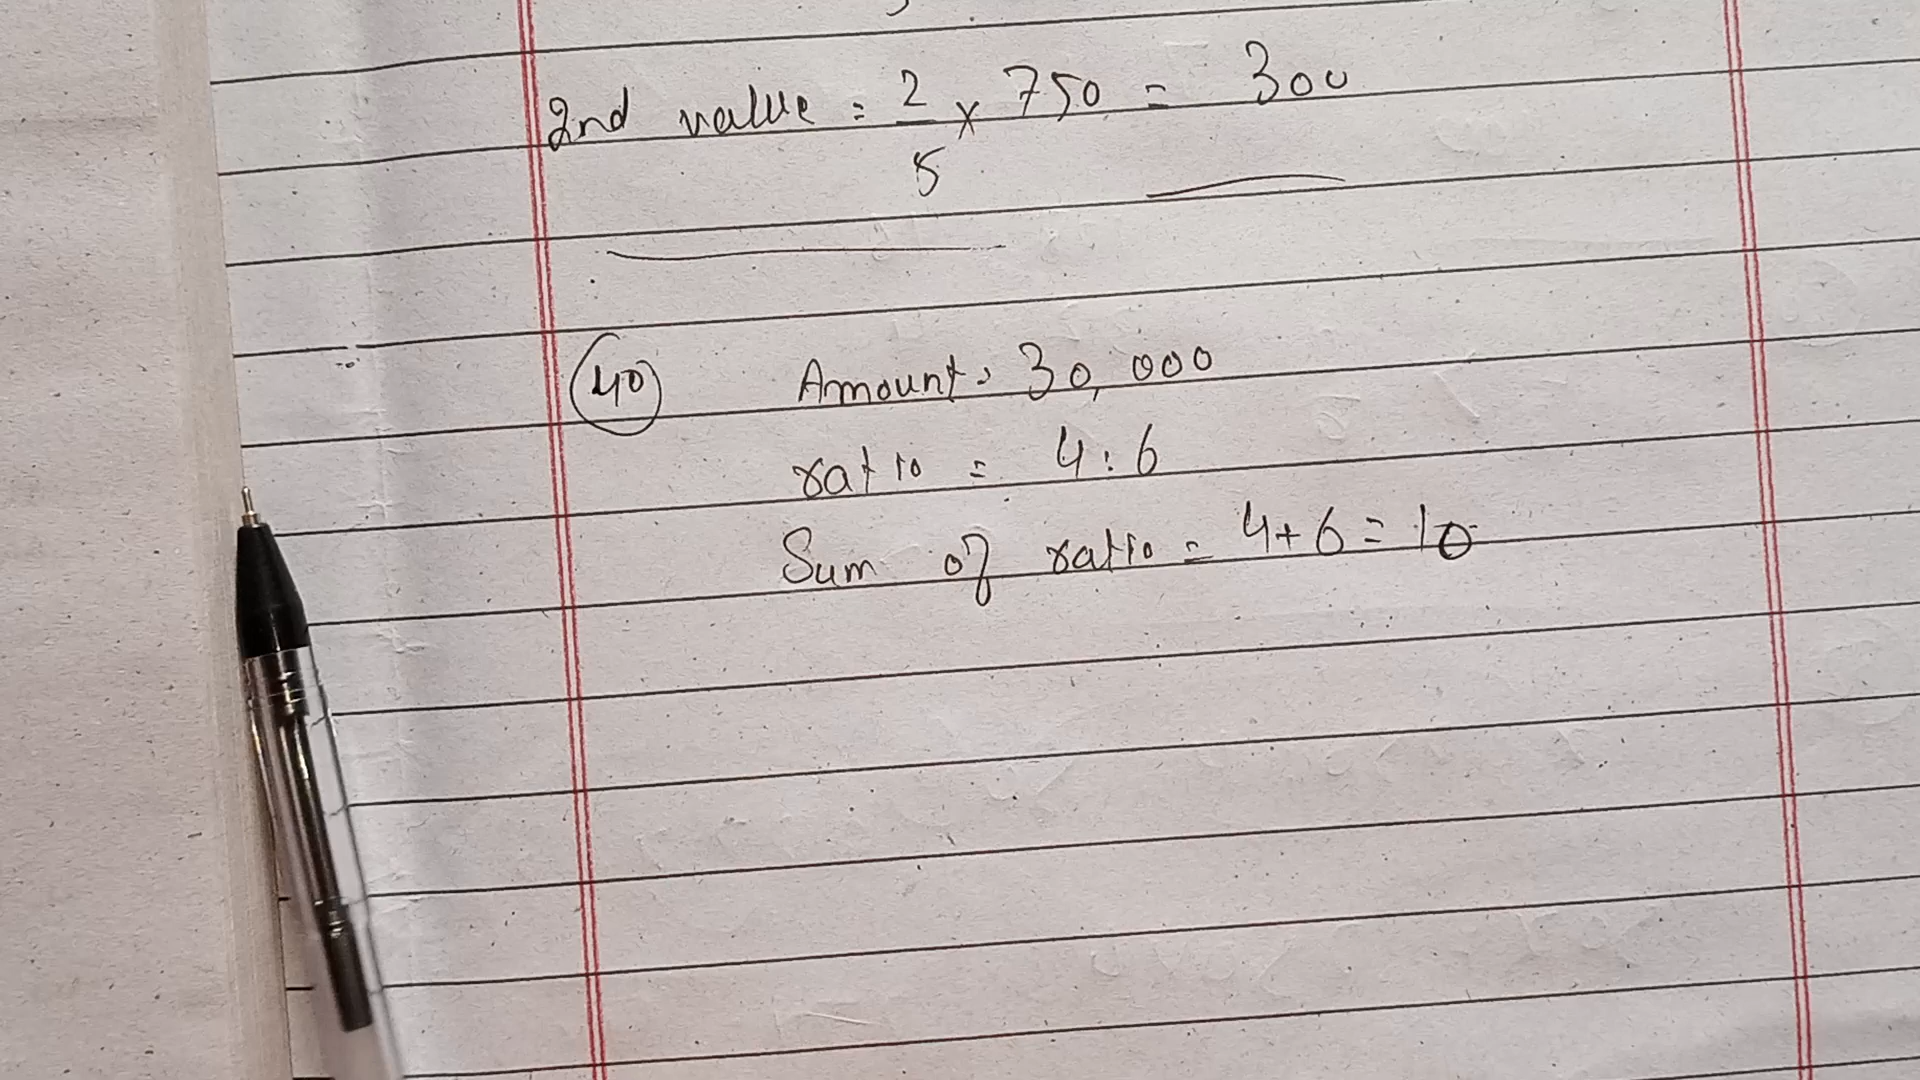 2nd value = 2/5 x 750 = 300
40 Amount = 30,000
ratio = 4:6
Sum of ratio = 4+6 = 10